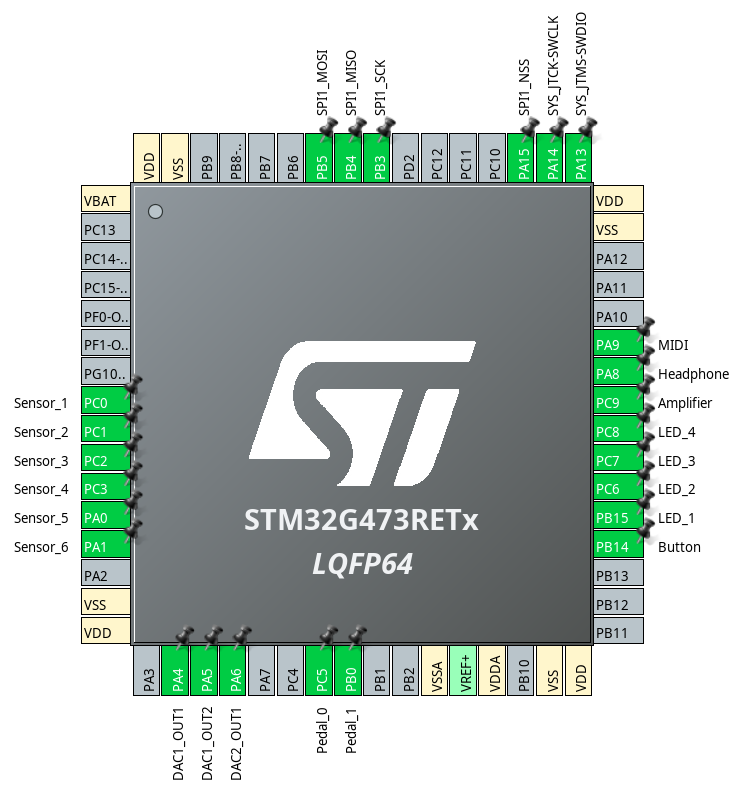 SPI1_MOSI
SPI1_MISO
SPI1_SCK
SPI1_NSS
SYS_JTCK-SWCLK
SYS_JTMS-SWDIO
VDD
VSS
PB9
PB8-..
PB7
PB6
PB5
PB4
PB3
PD2
PC12
PC11
PC10
PA15
PA14
PA13
VBAT
PC13
PC14-..
PC15-..
PF0-O..
PF1-O..
PG10..
Sensor_1 PC0
Sensor_2 PC1
Sensor_3 PC2
Sensor_4 PC3
Sensor_5 PA0
Sensor_6 PA1
PA2
VSS
VDD
ST
STM32G473RETx
LQFP64
VDD
VSS
PA12
PA11
PA10
PA9 MIDI
PA8 Headphone
PC9 Amplifier
PC8 LED_4
PC7 LED_3
PC6 LED_2
PB15 LED_1
PB14 Button
PB13
PB12
PB11
PA3
PA4
PA5
PA6
PA7
PC4
PC5
PB0
PB1
PB2
VSSA
VREF+
VDDA
PB10
VSS
VDD
DAC1_OUT1
DAC1_OUT2
DAC2_OUT1
Pedal_0
Pedal_1